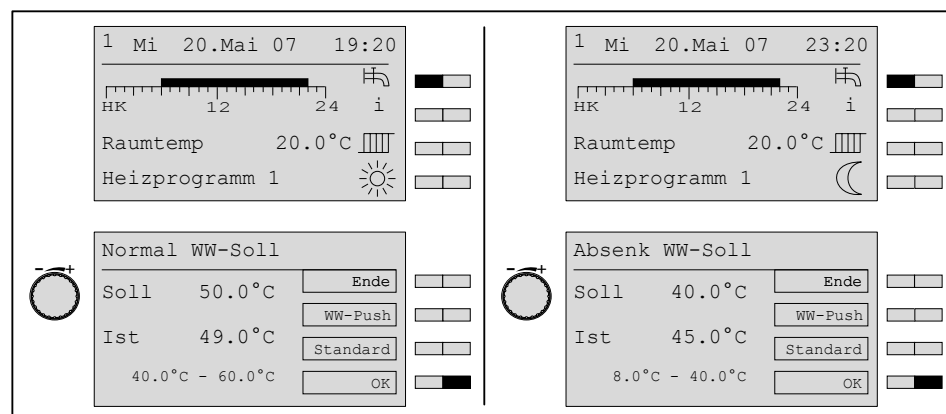 1 Mi 20.Mai 07 19:20
HK 12 24 i
Raumtemp 20.0°C
Heizprogramm 1
Normal WW-Soll
Soll 50.0°C Ende
WW-Push
Ist 49.0°C
Standard
40.0°C - 60.0°C OK
- +
1 Mi 20.Mai 07 23:20
HK 12 24 i
Raumtemp 20.0°C
Heizprogramm 1
Absenk WW-Soll
Soll 40.0°C Ende
WW-Push
Ist 45.0°C
Standard
8.0°C - 40.0°C OK
- +